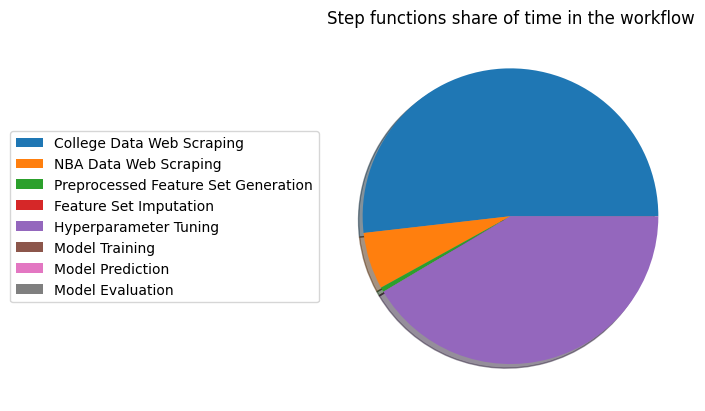 Step functions share of time in the workflow
College Data Web Scraping
NBA Data Web Scraping
Preprocessed Feature Set Generation
Feature Set Imputation
Hyperparameter Tuning
Model Training
Model Prediction
Model Evaluation